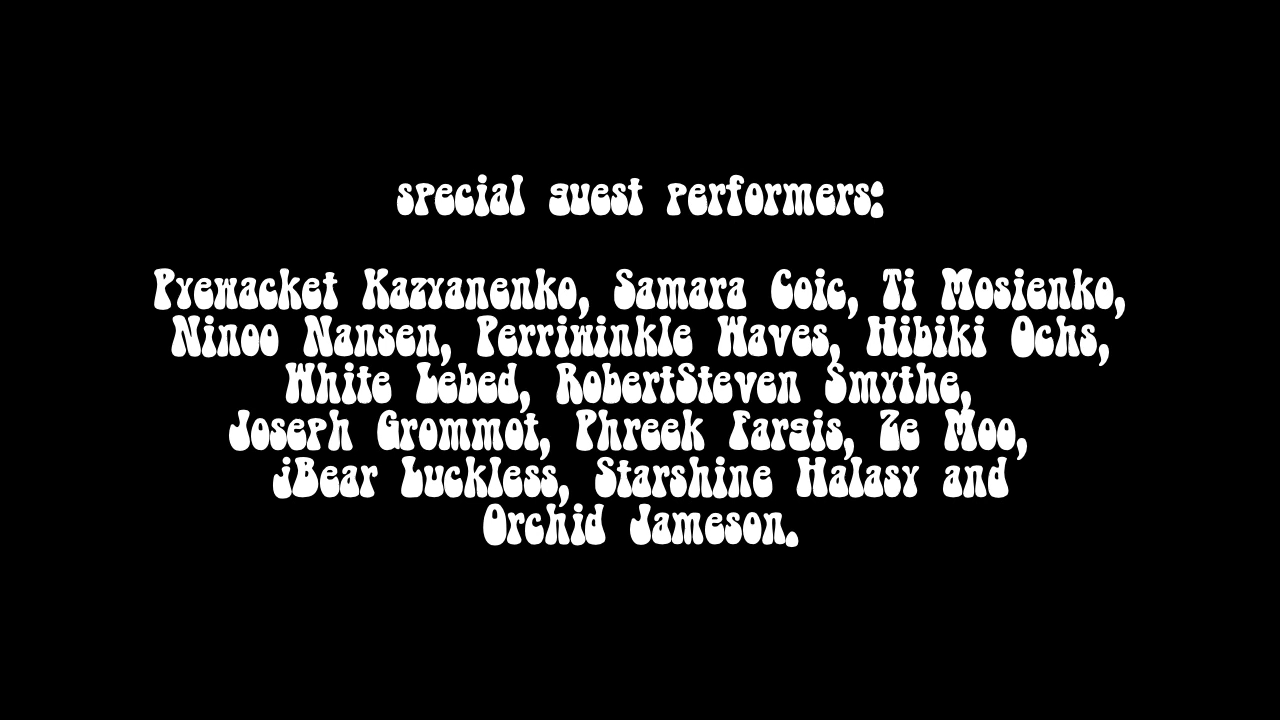 special guest performers:
Pyewacket Kazyanenko, Samara Coic, Ti Mosienko,
Ninoo Nansen, Perriwinkle Waves, Hibiki Ochs,
White Lebed, RobertSteven Smythe,
Joseph Grommot, Phreek Fargis, Ze Moo,
jBear Luckless, Starshine Halasy and
Orchid Jameson.